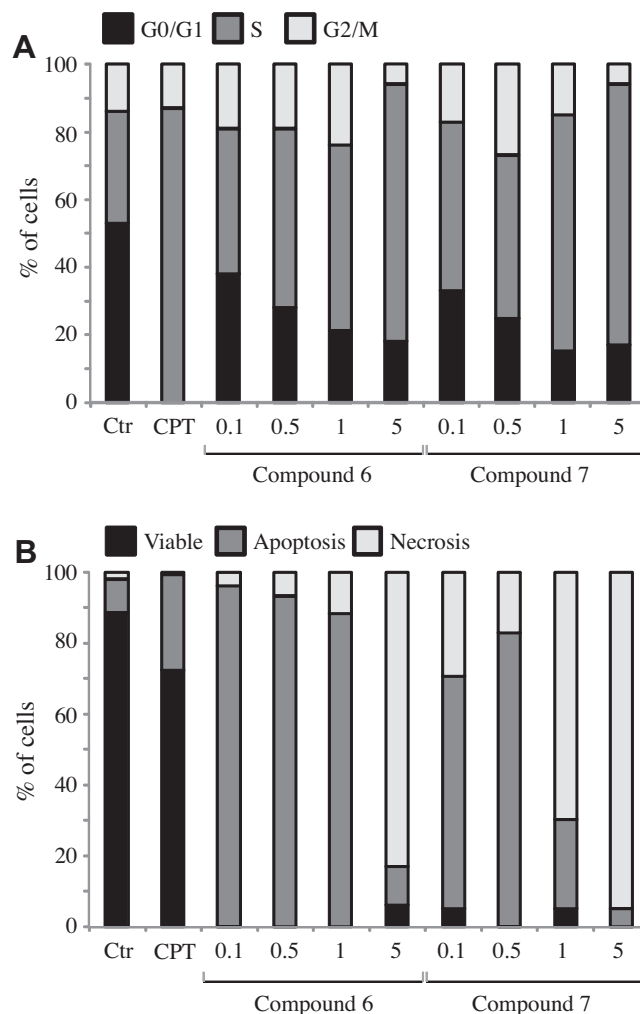 A
G0/G1 S G2/M
100
80
60
40
20
0
% of cells
Ctr CPT 0.1 0.5 1 5 0.1 0.5 1 5
Compound 6 Compound 7
B
Viable Apoptosis Necrosis
100
80
60
40
20
0
% of cells
Ctr CPT 0.1 0.5 1 5 0.1 0.5 1 5
Compound 6 Compound 7